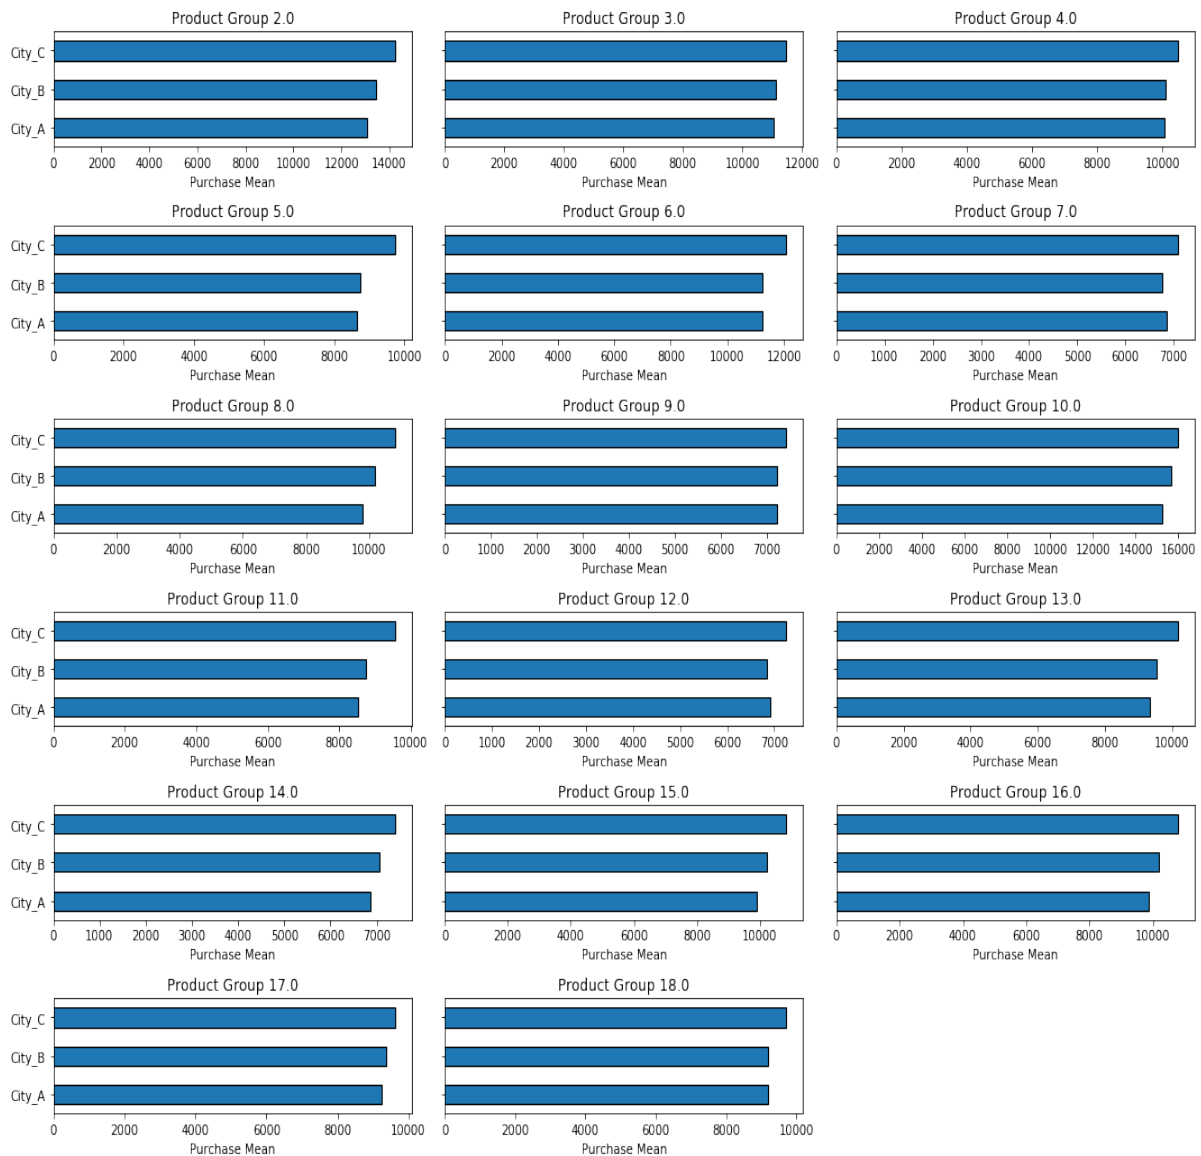 Product Group 2.0 Product Group 3.0 Product Group 4.0
City_C
City_B
City_A
0 2000 4000 6000 8000 10000 12000 14000 0 2000 4000 6000 8000 10000 12000 0 2000 4000 6000 8000 10000
Purchase Mean Purchase Mean Purchase Mean
Product Group 5.0 Product Group 6.0 Product Group 7.0
City_C
City_B
City_A
0 2000 4000 6000 8000 10000 0 2000 4000 6000 8000 10000 12000 0 1000 2000 3000 4000 5000 6000 7000
Purchase Mean Purchase Mean Purchase Mean
Product Group 8.0 Product Group 9.0 Product Group 10.0
City_C
City_B
City_A
0 2000 4000 6000 8000 10000 0 1000 2000 3000 4000 5000 6000 7000 0 2000 4000 6000 8000 10000 12000 14000 16000
Purchase Mean Purchase Mean Purchase Mean
Product Group 11.0 Product Group 12.0 Product Group 13.0
City_C
City_B
City_A
0 2000 4000 6000 8000 10000 0 1000 2000 3000 4000 5000 6000 7000 0 2000 4000 6000 8000 10000
Purchase Mean Purchase Mean Purchase Mean
Product Group 14.0 Product Group 15.0 Product Group 16.0
City_C
City_B
City_A
0 1000 2000 3000 4000 5000 6000 7000 0 2000 4000 6000 8000 10000 0 2000 4000 6000 8000 10000
Purchase Mean Purchase Mean Purchase Mean
Product Group 17.0 Product Group 18.0
City_C
City_B
City_A
0 2000 4000 6000 8000 10000 0 2000 4000 6000 8000 10000
Purchase Mean Purchase Mean